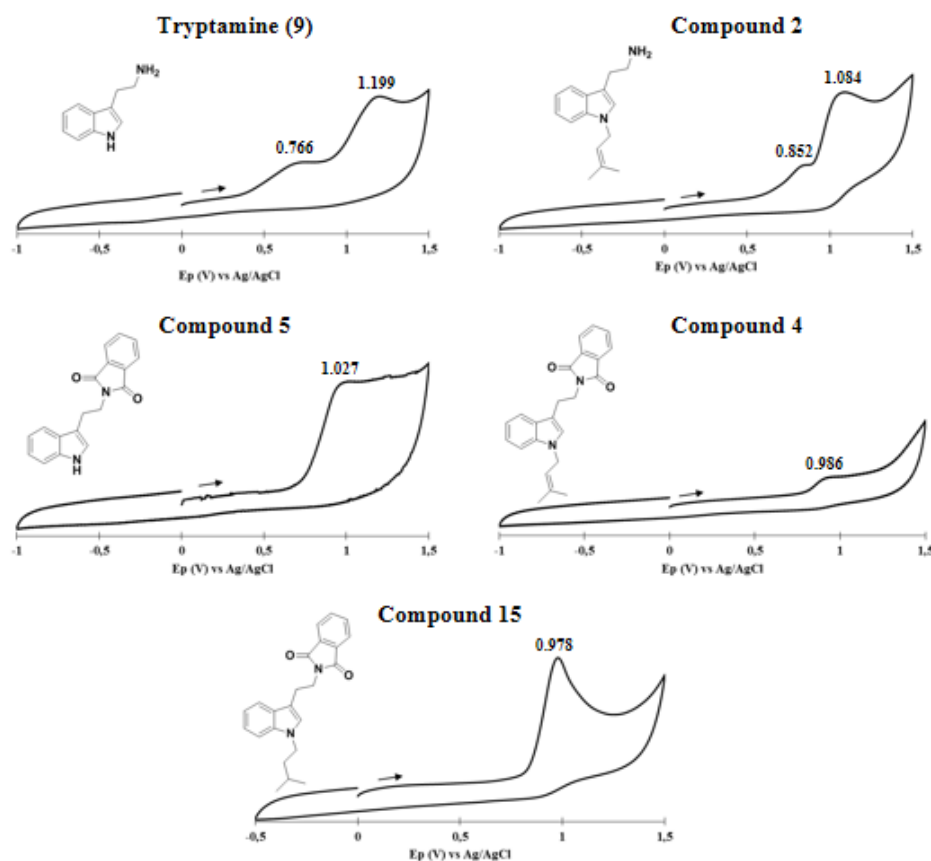 Tryptamine (9)
NH2
N
H
0.766
1.199
-1 -0,5 0 0,5 1 1,5
Ep (V) vs Ag/AgCl
Compound 2
NH2
N
0.852
1.084
-1 -0,5 0 0,5 1 1,5
Ep (V) vs Ag/AgCl
Compound 5
O
N
O
N
H
1.027
-1 -0,5 0 0,5 1 1,5
Ep (V) vs Ag/AgCl
Compound 4
O
N
O
N
0.986
-1 -0,5 0 0,5 1 1,5
Ep (V) vs Ag/AgCl
Compound 15
O
N
O
N
0.978
-0,5 0 0,5 1 1,5
Ep (V) vs Ag/AgCl